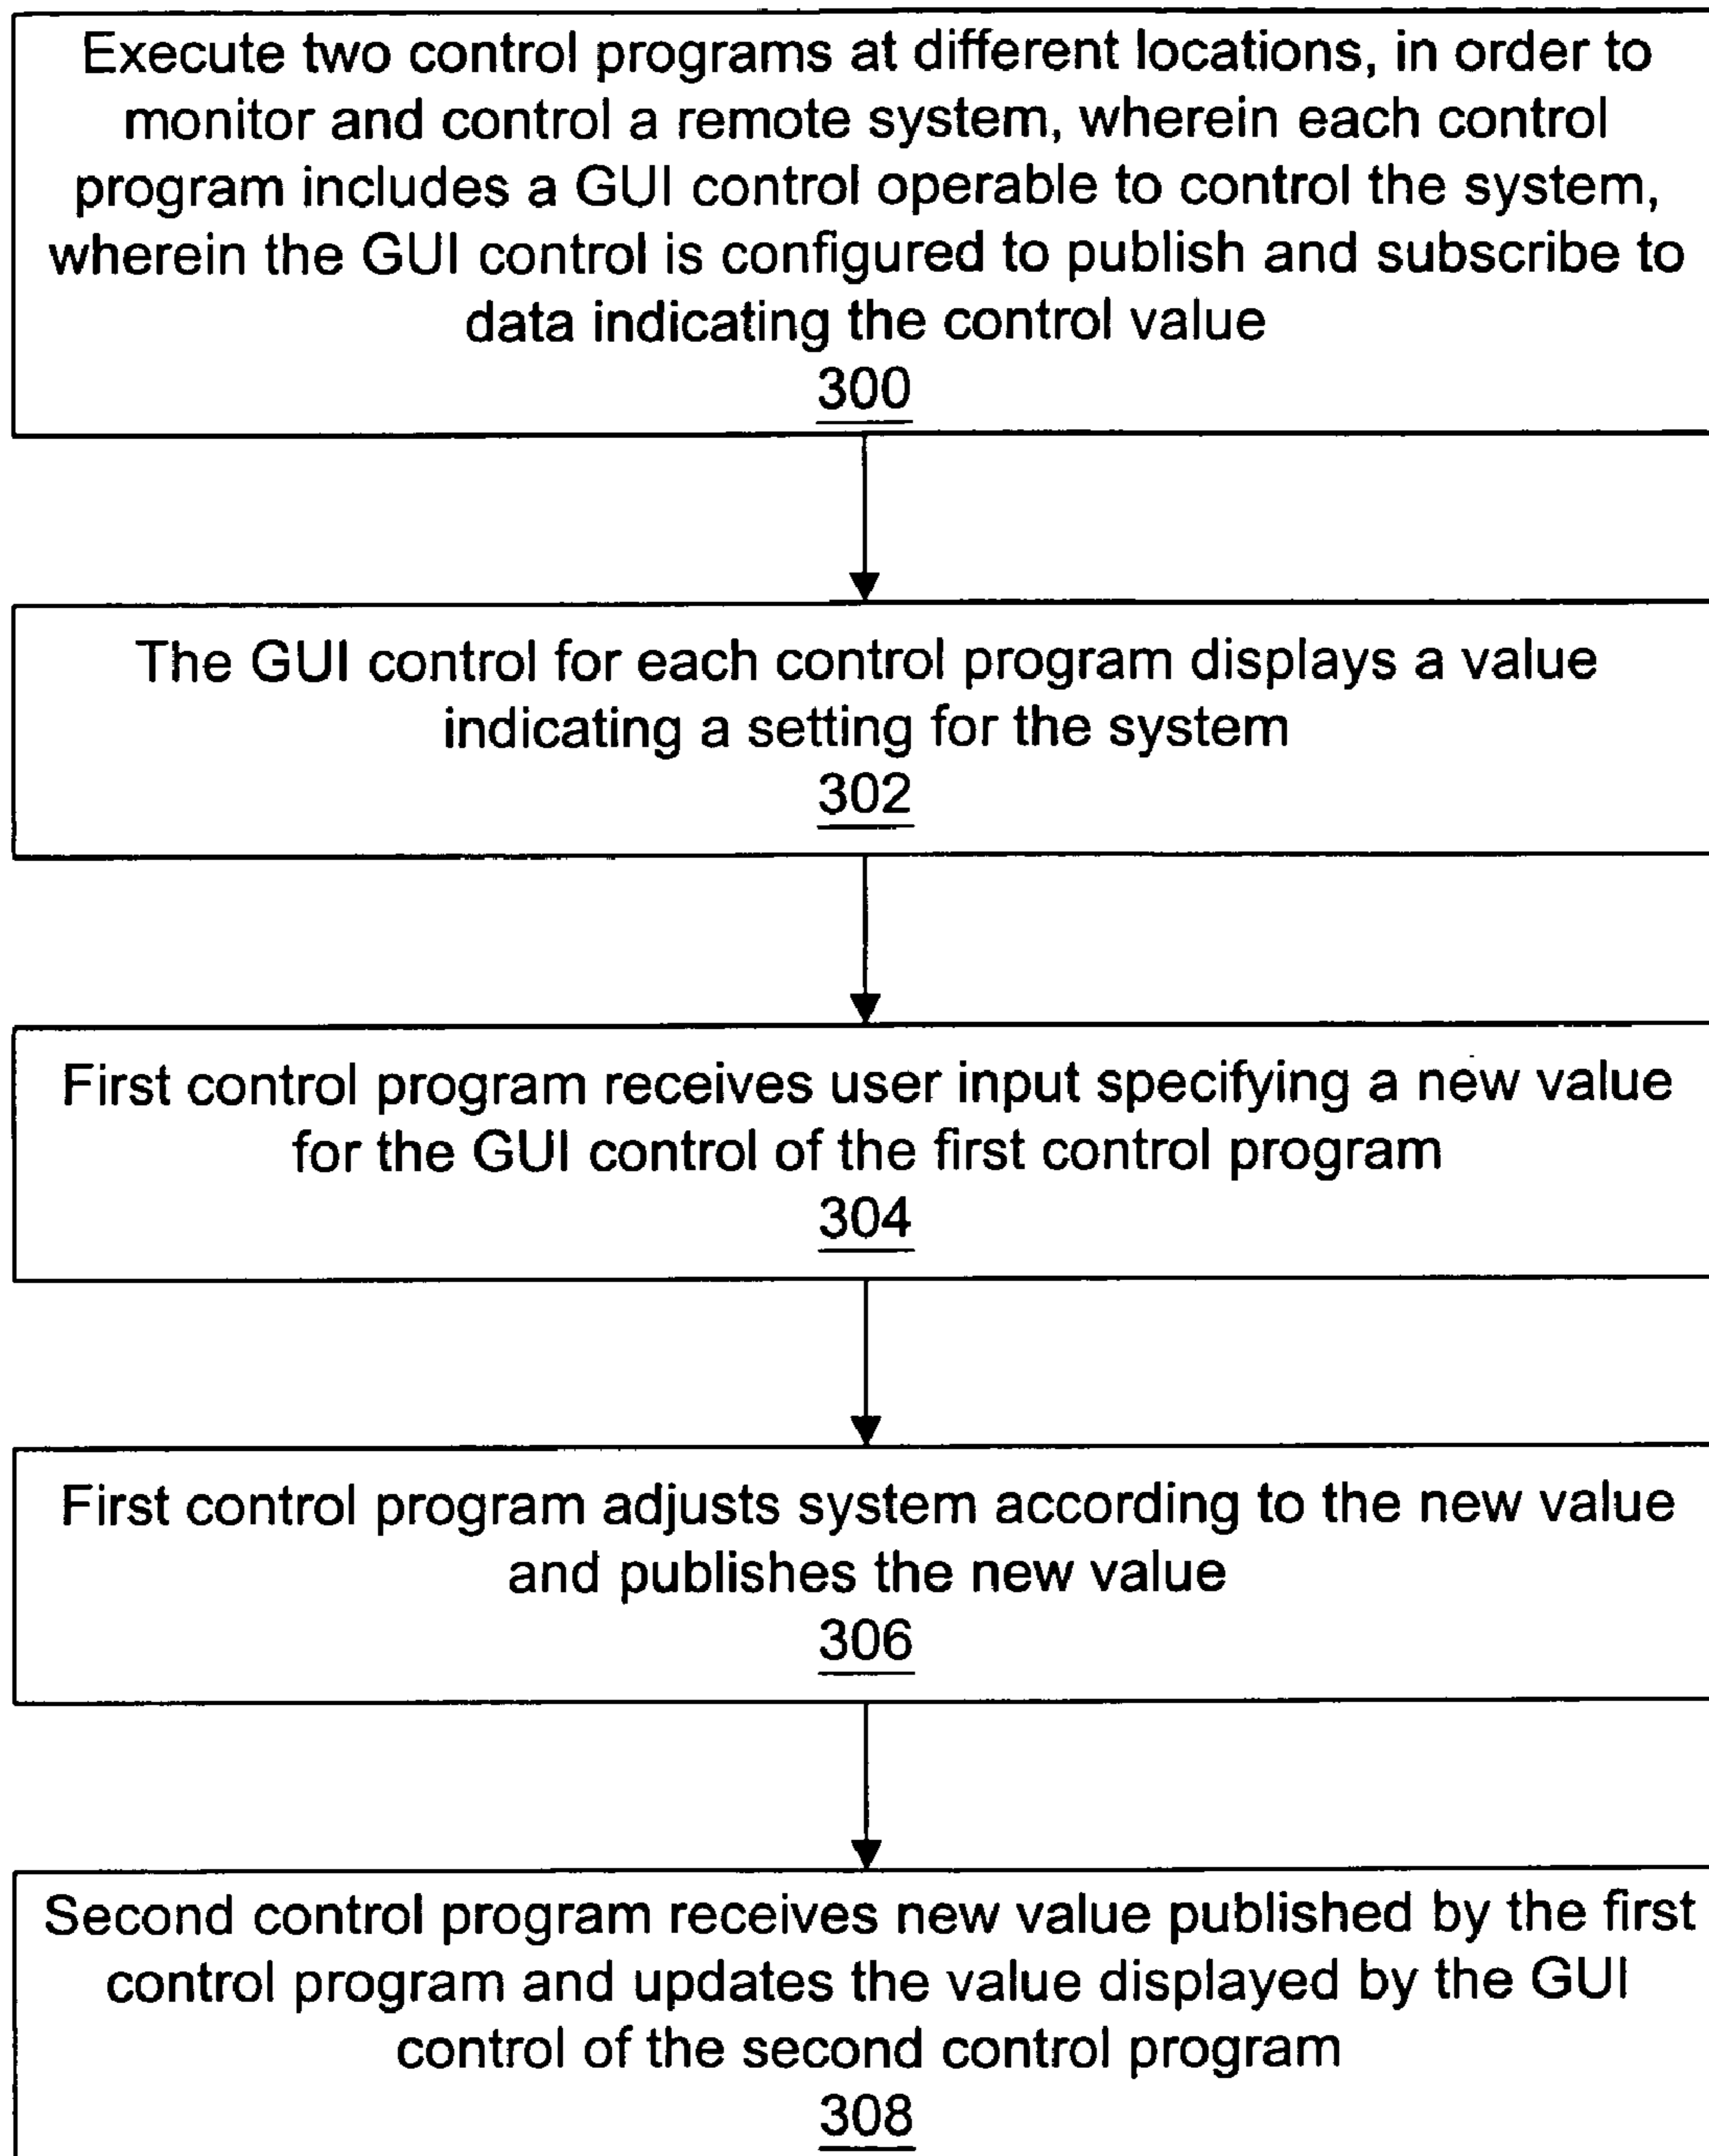 Execute two control programs at different locations, in order to
monitor and control a remote system, wherein each control
program includes a GUI control operable to control the system,
wherein the GUI control is configured to publish and subscribe to
data indicating the control value
300
The GUI control for each control program displays a value
indicating a setting for the system
302
First control program receives user input specifying a new value
for the GUI control of the first control program
304
First control program adjusts system according to the new value
and publishes the new value
306
Second control program receives new value published by the first
control program and updates the value displayed by the GUI
control of the second control program
308